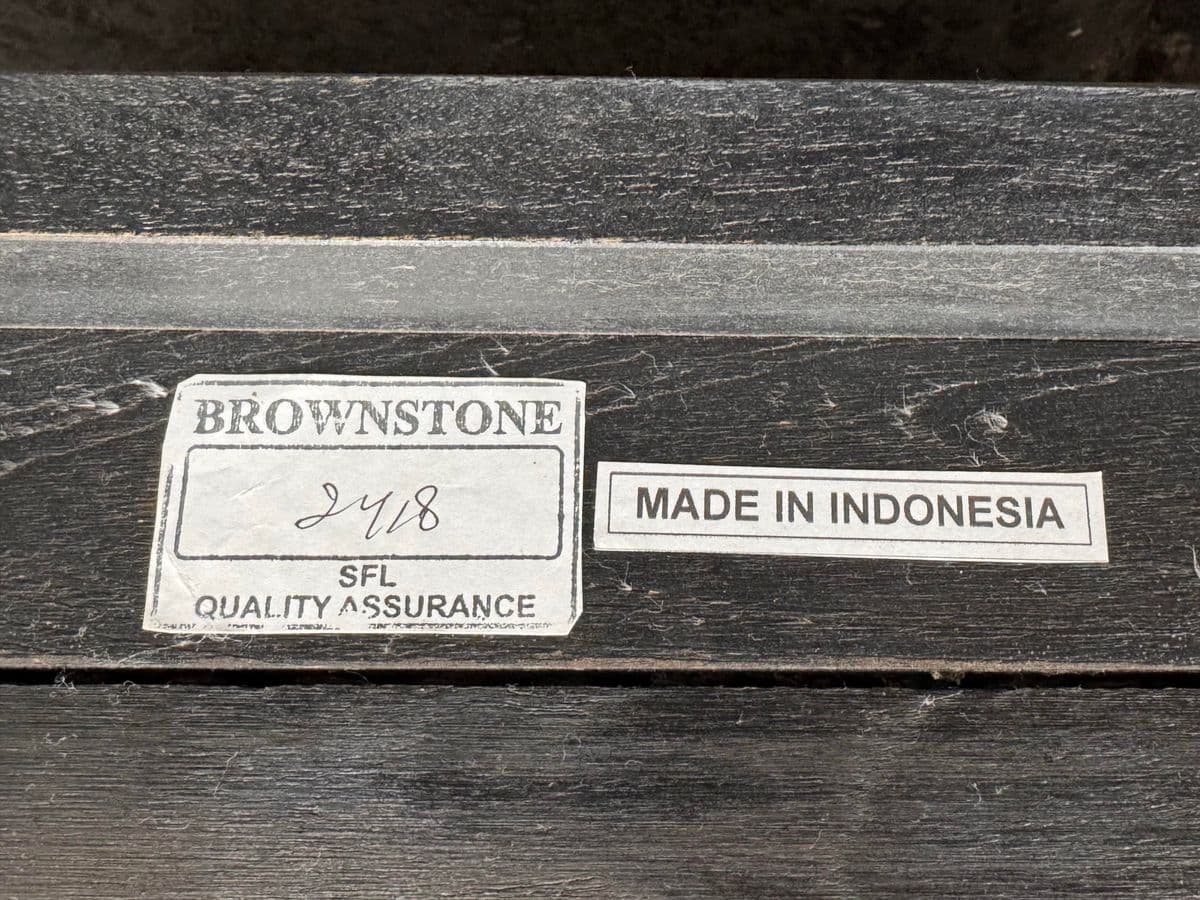 BROWNSTONE
2418
SFL
QUALITY ASSURANCE
MADE IN INDONESIA